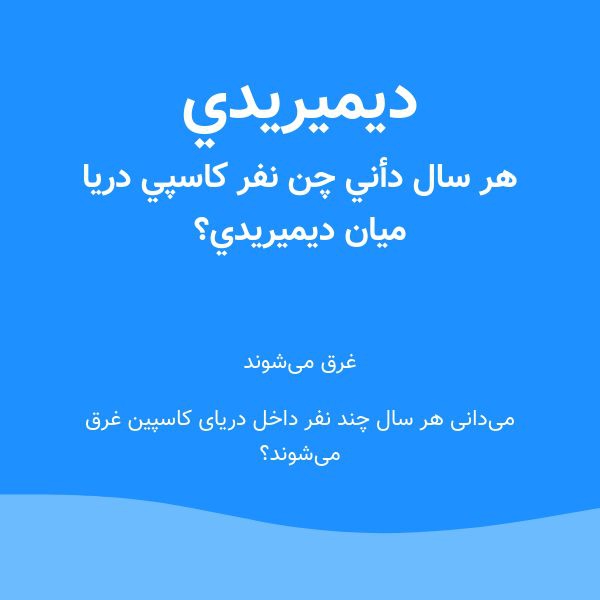 ديميريدي
هر سال دأني چن نفر کاسپي دريا
ميان ديميريدي؟
غرق می‌شوند
می‌دانی هر سال چند نفر داخل دریای کاسپین غرق
می‌شوند؟